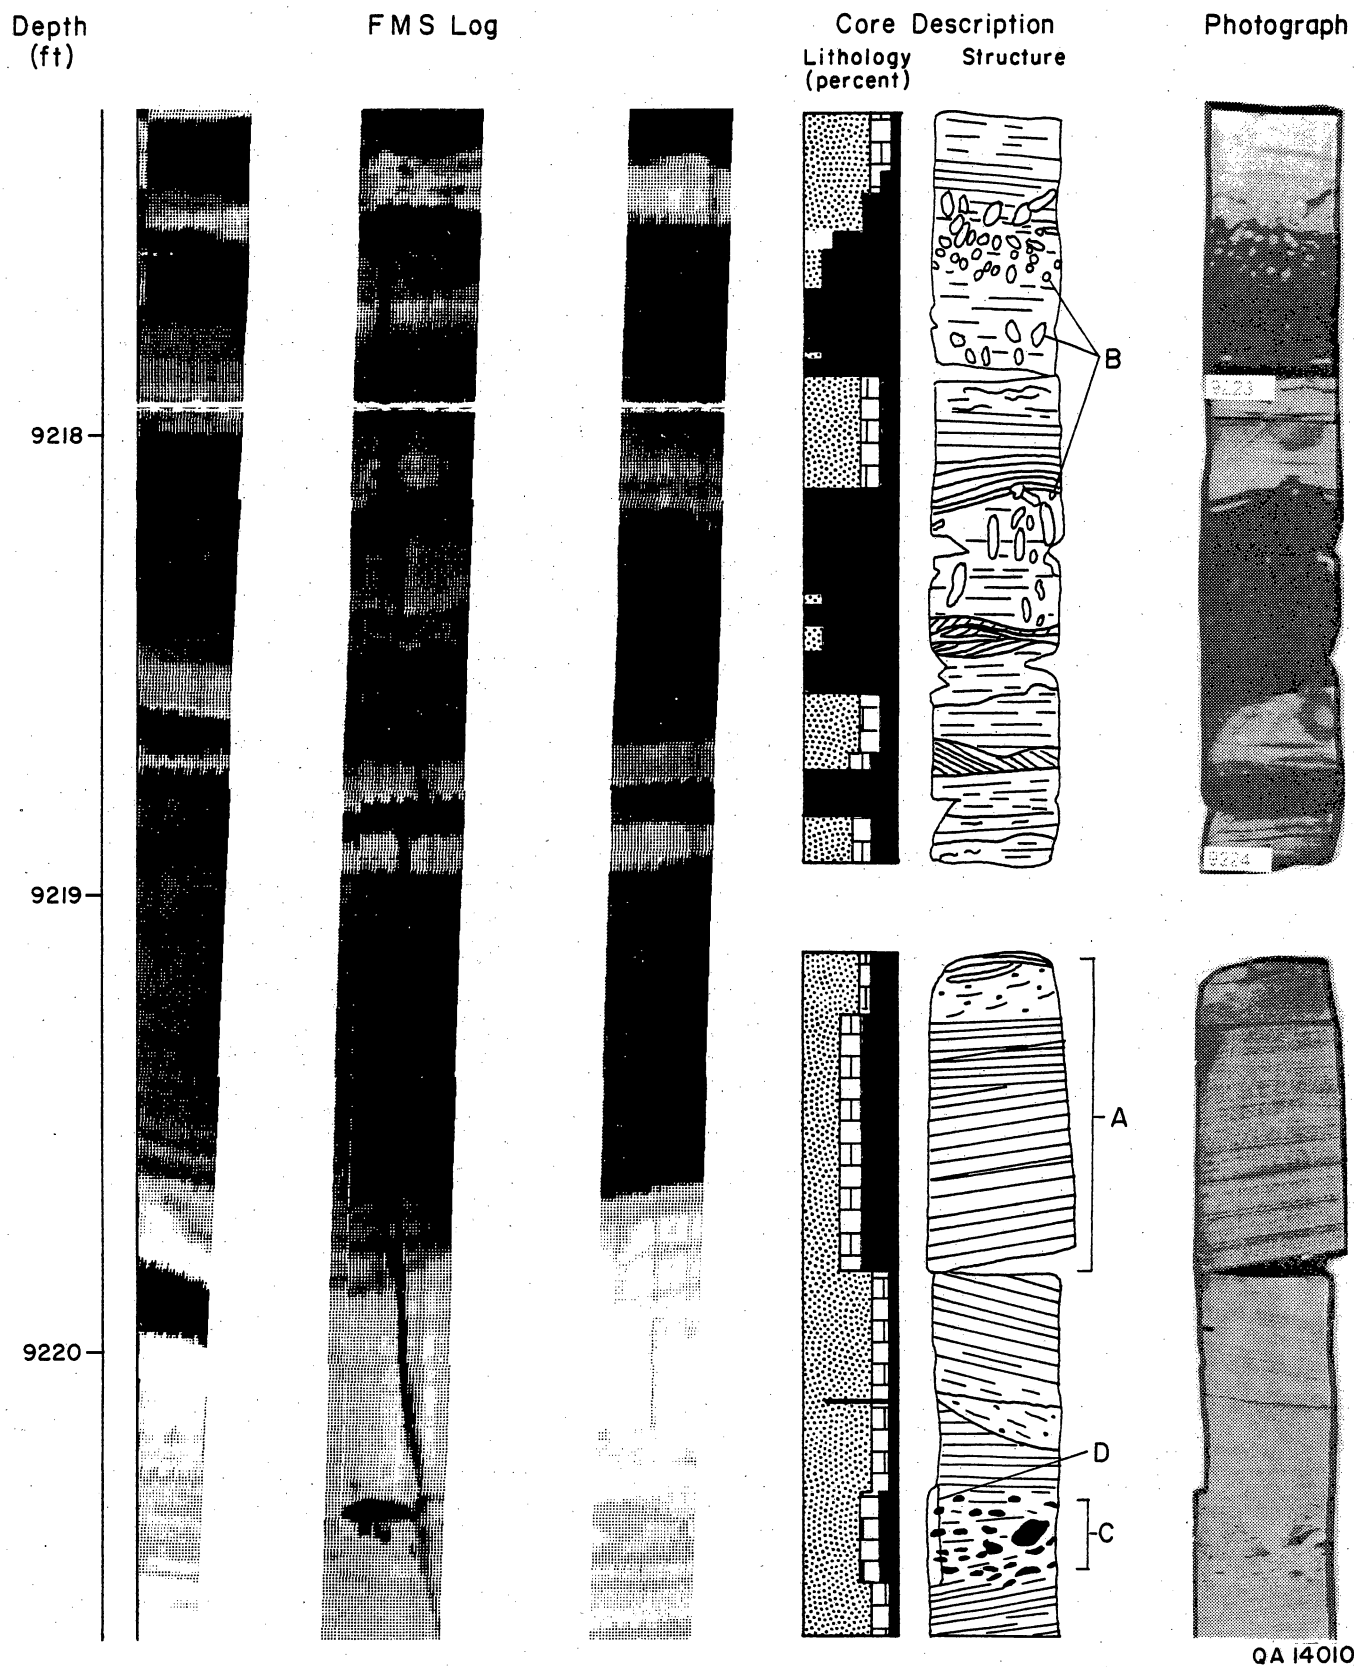 Depth
(ft)
FMS Log
Core Description
Lithology
(percent)
Structure
Photograph
B
9223
9218
9224
9219
A
9220
D
C
QA 14010